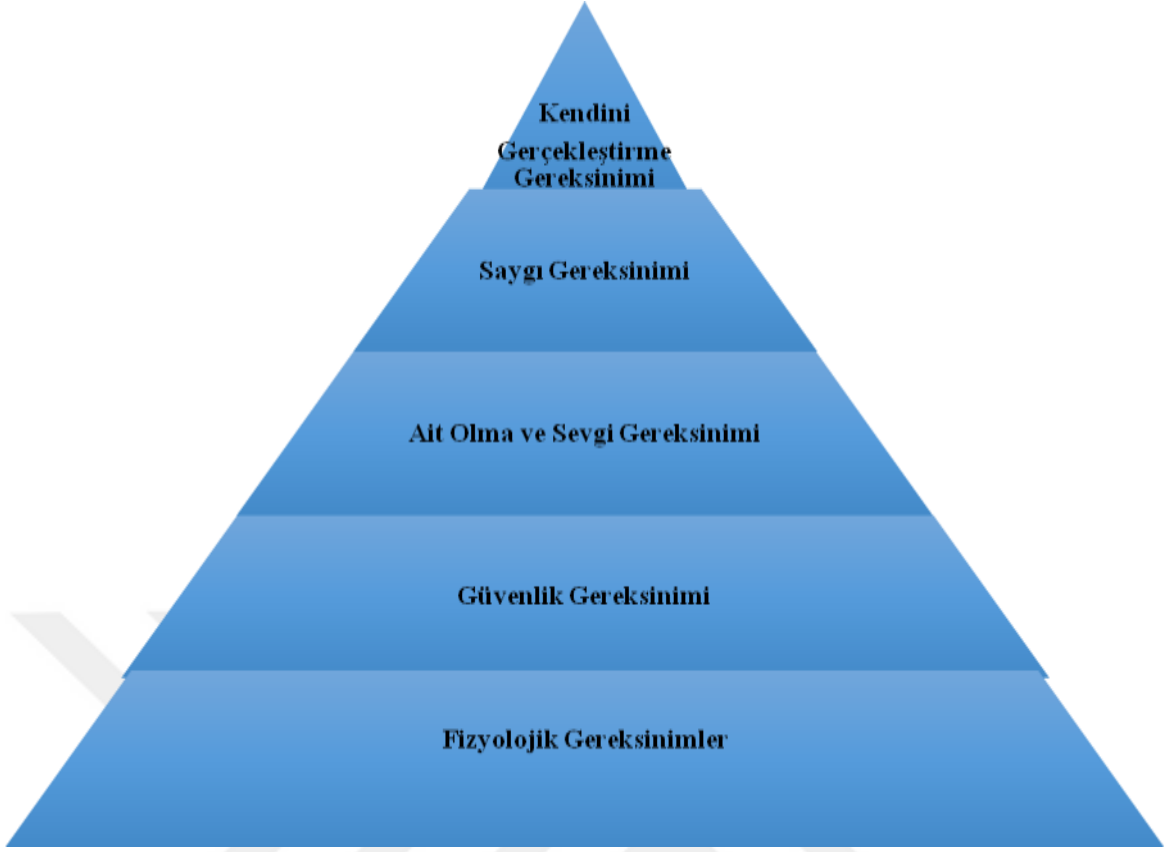 Kendini
Gerçekleştirme
Gereksinimi
Saygı Gereksinimi
Ait Olma ve Sevgi Gereksinimi
Güvenlik Gereksinimi
Fizyolojik Gereksinimler